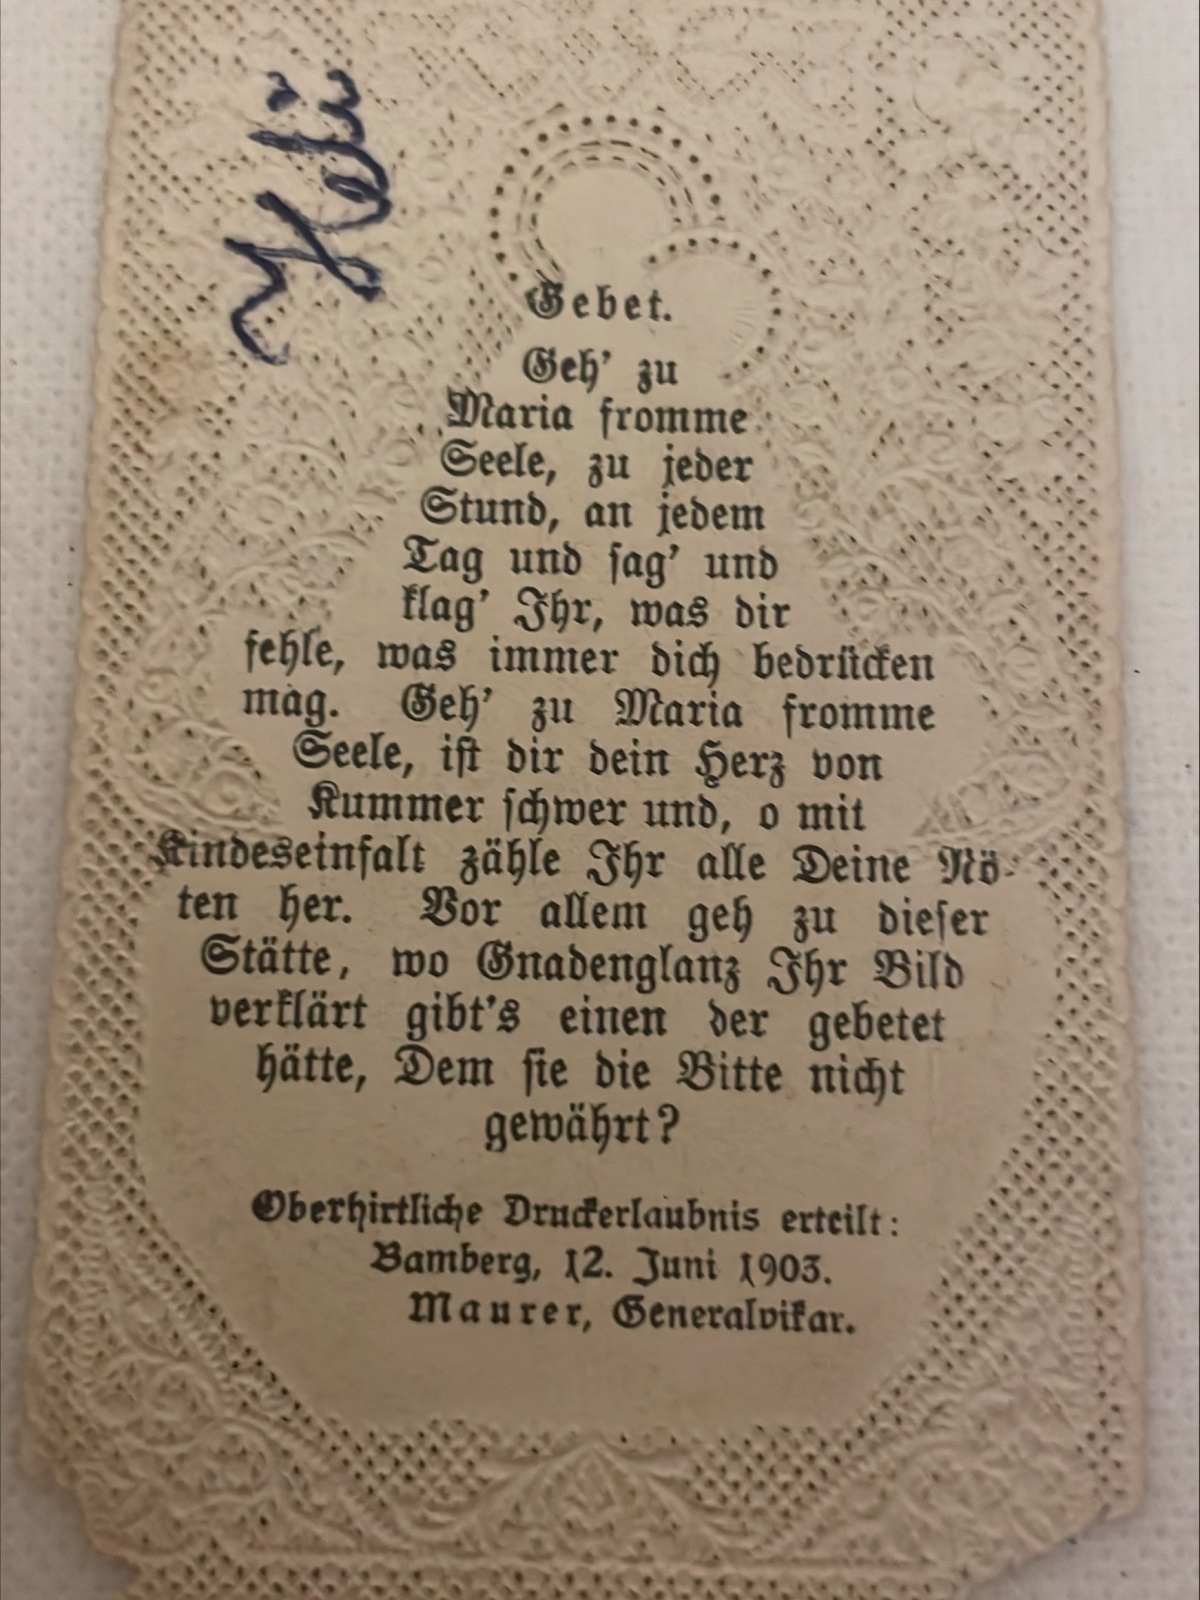 Hedi
Gebet.
Geh' zu
Maria fromme
Seele, zu jeder
Stund, an jedem
Tag und sag' und
klag' Ihr, was dir
fehle, was immer dich bedrücken
mag. Geh' zu Maria fromme
Seele, ist dir dein Herz von
Kummer schwer und, o mit
Kindeseinfalt zähle Ihr alle Deine Nö-
ten her. Vor allem geh zu dieser
Stätte, wo Gnadenglanz Ihr Bild
verklärt gibt's einen der gebetet
hätte, Dem sie die Bitte nicht
gewährt?
Oberhirtliche Druckerlaubnis erteilt:
Bamberg, 12. Juni 1903.
Maurer, Generalvikar.